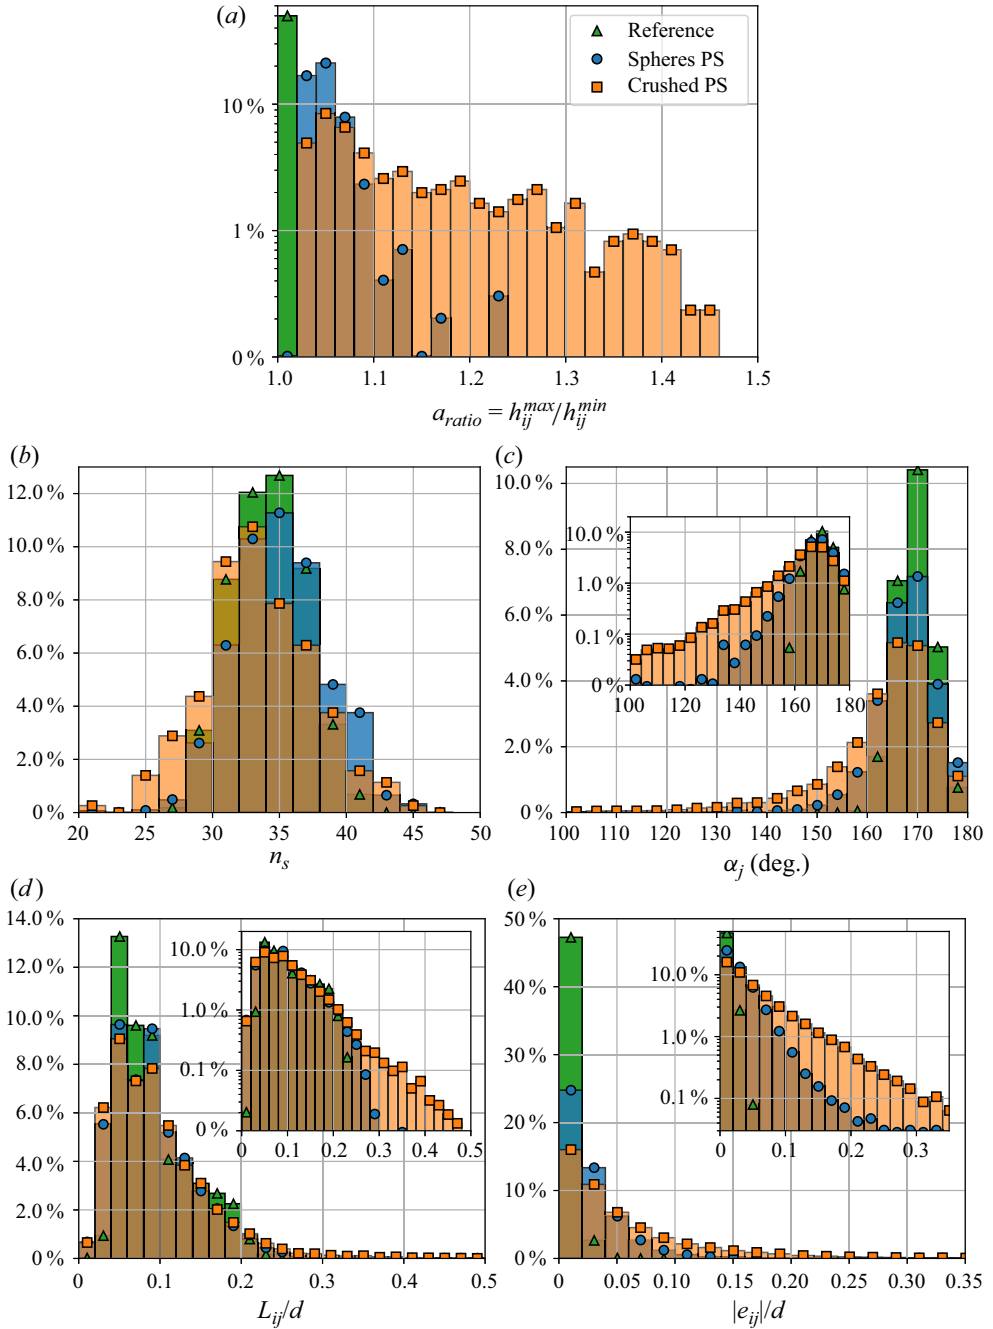 (a)
Reference
Spheres PS
Crushed PS
10 %
1 %
0 %
1.0 1.1 1.2 1.3 1.4 1.5
a_ratio = h_ij^max/h_ij^min
(b)
12.0 %
10.0 %
8.0 %
6.0 %
4.0 %
2.0 %
0 %
20 25 30 35 40 45 50
n_s
(c)
10.0 %
8.0 %
6.0 %
4.0 %
2.0 %
0 %
100 110 120 130 140 150 160 170 180
α_j (deg.)
10.0 %
1.0 %
0.1 %
0 %
100 120 140 160 180
(d)
14.0 %
12.0 %
10.0 %
8.0 %
6.0 %
4.0 %
2.0 %
0 %
0 0.1 0.2 0.3 0.4 0.5
L_ij/d
10.0 %
1.0 %
0.1 %
0 %
0 0.1 0.2 0.3 0.4 0.5
(e)
50 %
40 %
30 %
20 %
10 %
0 %
0 0.05 0.10 0.15 0.20 0.25 0.30 0.35
|e_ij|/d
10.0 %
1.0 %
0.1 %
0 0.1 0.2 0.3